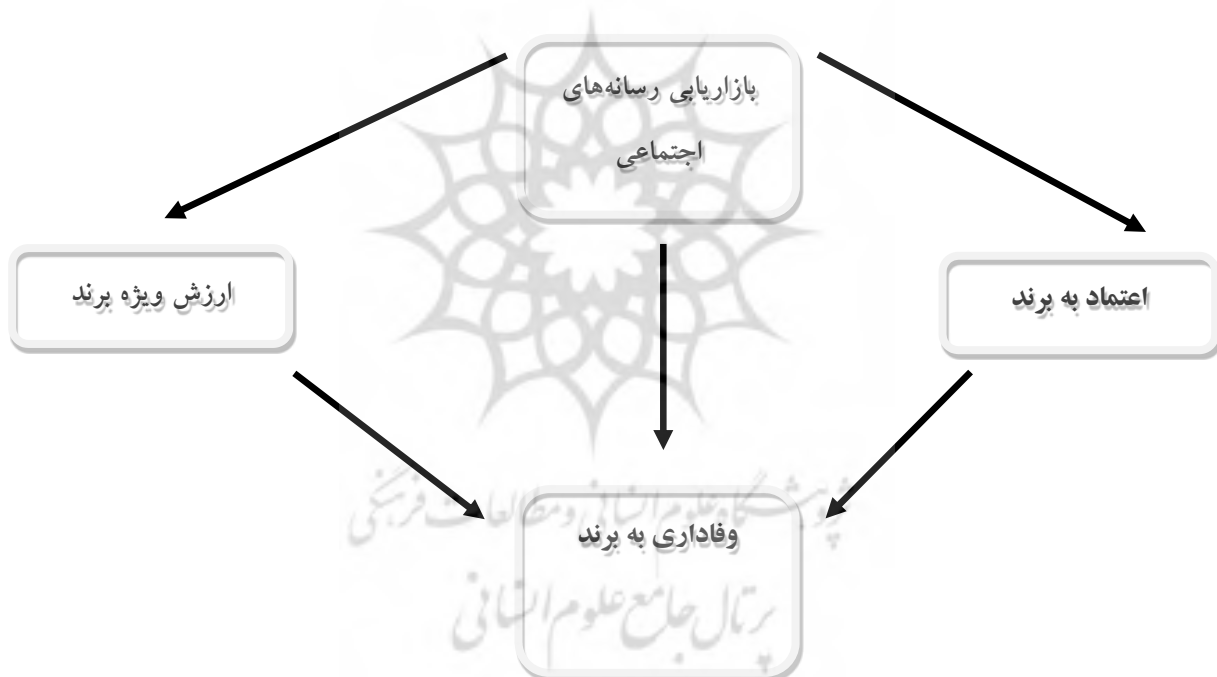 بازاریابی رسانه‌های
اجتماعی
اعتماد به برند
ارزش ویژه برند
وفاداری به برند
پژوهشگاه علوم انسانی و مطالعات فرهنگی
پرتال جامع علوم انسانی